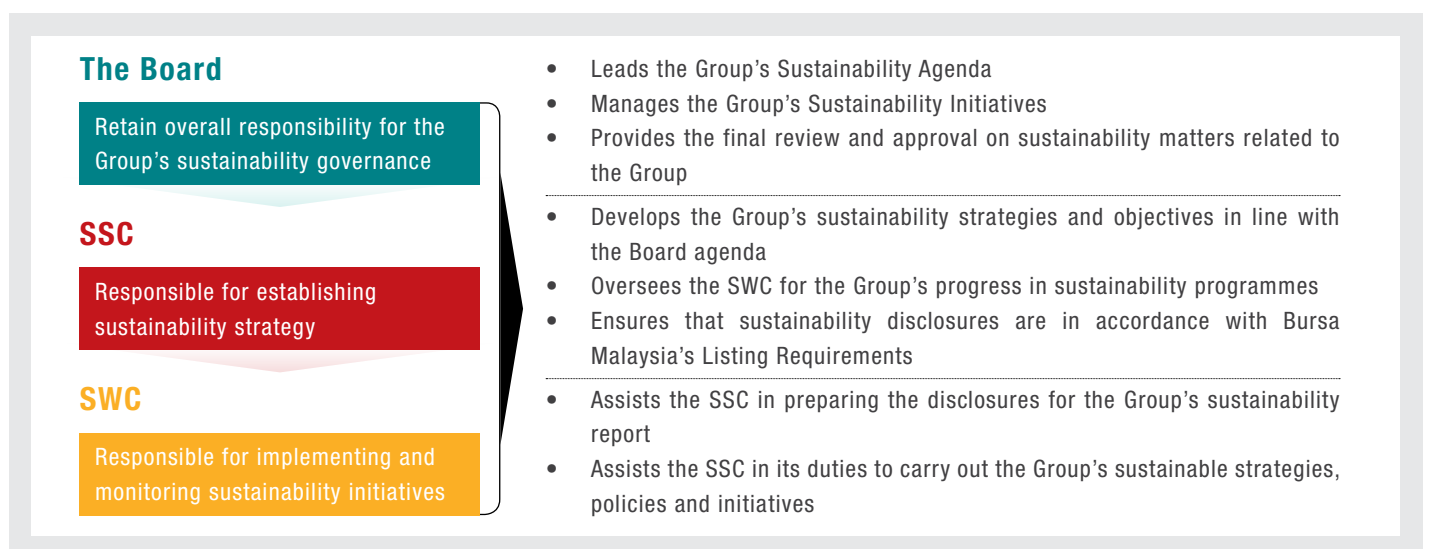 The Board
Retain overall responsibility for the
Group’s sustainability governance
• Leads the Group’s Sustainability Agenda
• Manages the Group’s Sustainability Initiatives
• Provides the final review and approval on sustainability matters related to
the Group
SSC
Responsible for establishing
sustainability strategy
• Develops the Group’s sustainability strategies and objectives in line with
the Board agenda
• Oversees the SWC for the Group’s progress in sustainability programmes
• Ensures that sustainability disclosures are in accordance with Bursa
Malaysia’s Listing Requirements
SWC
Responsible for implementing and
monitoring sustainability initiatives
• Assists the SSC in preparing the disclosures for the Group’s sustainability
report
• Assists the SSC in its duties to carry out the Group’s sustainable strategies,
policies and initiatives